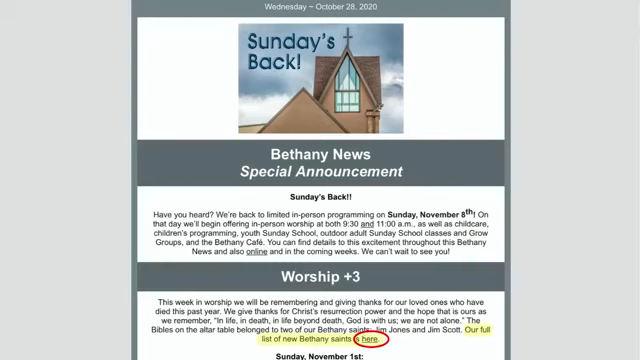 Wednesday ~ October 28, 2020
Sunday's
Back!
Bethany News
Special Announcement
Sunday's Back!!
Have you heard? We're back to limited in-person programming on Sunday, November 8th! On
that day we'll begin offering in-person worship at both 9:30 and 11:00 a.m., as well as childcare,
children's programming, youth Sunday School, outdoor adult Sunday School classes and Grow
Groups, and the Bethany Café. You can find details to this excitement throughout this Bethany
News and also online and in the coming weeks. We can't wait to see you!
Worship +3
This week in worship we will be remembering and giving thanks for our loved ones who have
died this past year. We give thanks for Christ's resurrection power and the hope that is ours as
we remember, "In life, in death, in life beyond death, God is with us; we are not alone." The
Bibles on the altar table belonged to two of our Bethany saints: Jim Jones and Jim Scott. Our full
list of new Bethany saints is here.
Sunday, November 1st: